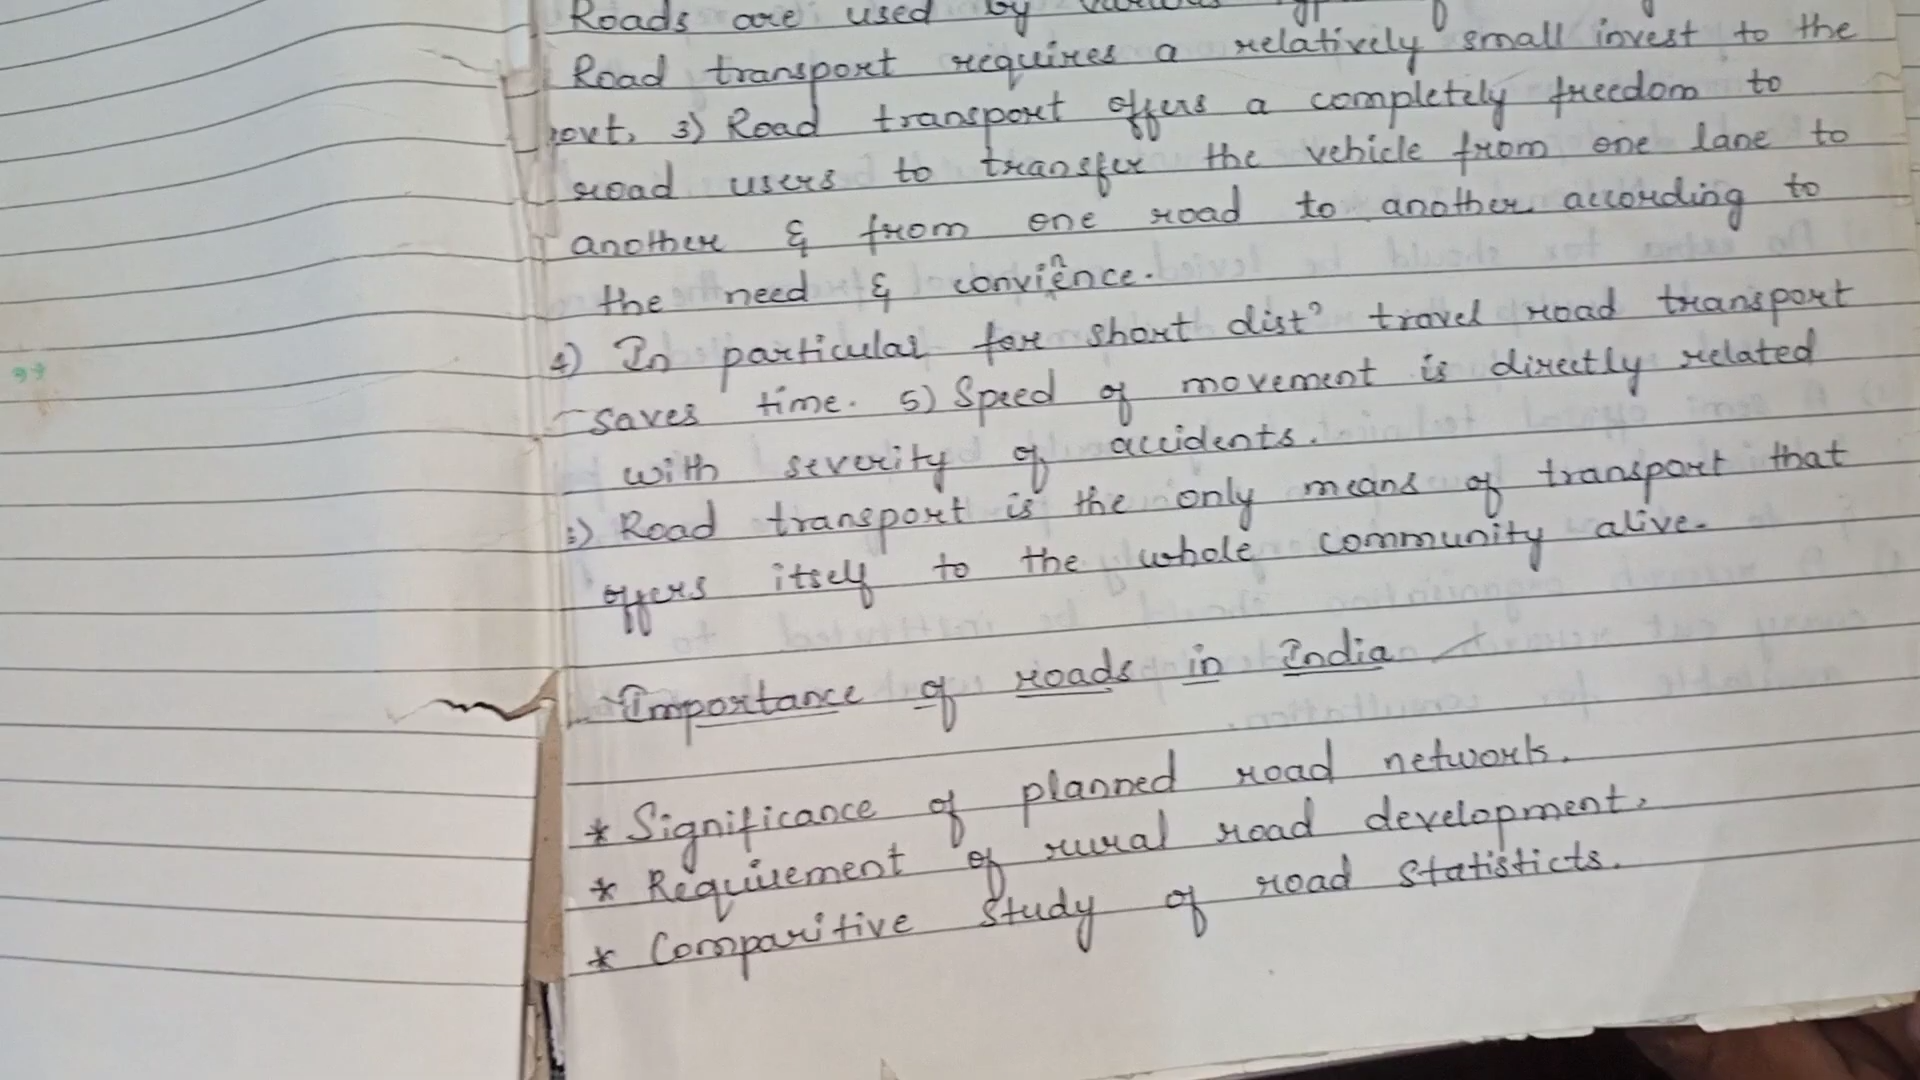 Roads are used by various
Road transport requires a relatively small invest to the
govt. 3) Road transport offers a completely freedom to
road users to transfer the vehicle from one lane to
another & from one road to another according to
the need & conviênce.
4) In particular for short dist° travel road transport
saves time. 5) Speed of movement is directly related
with severity of accidents.
Road transport is the only means of transport that
offers itself to the whole community alive.
Importance of roads in India
* Significance of planned road network.
* Requirement of rural road development.
* Comparitive study of road statisticts.